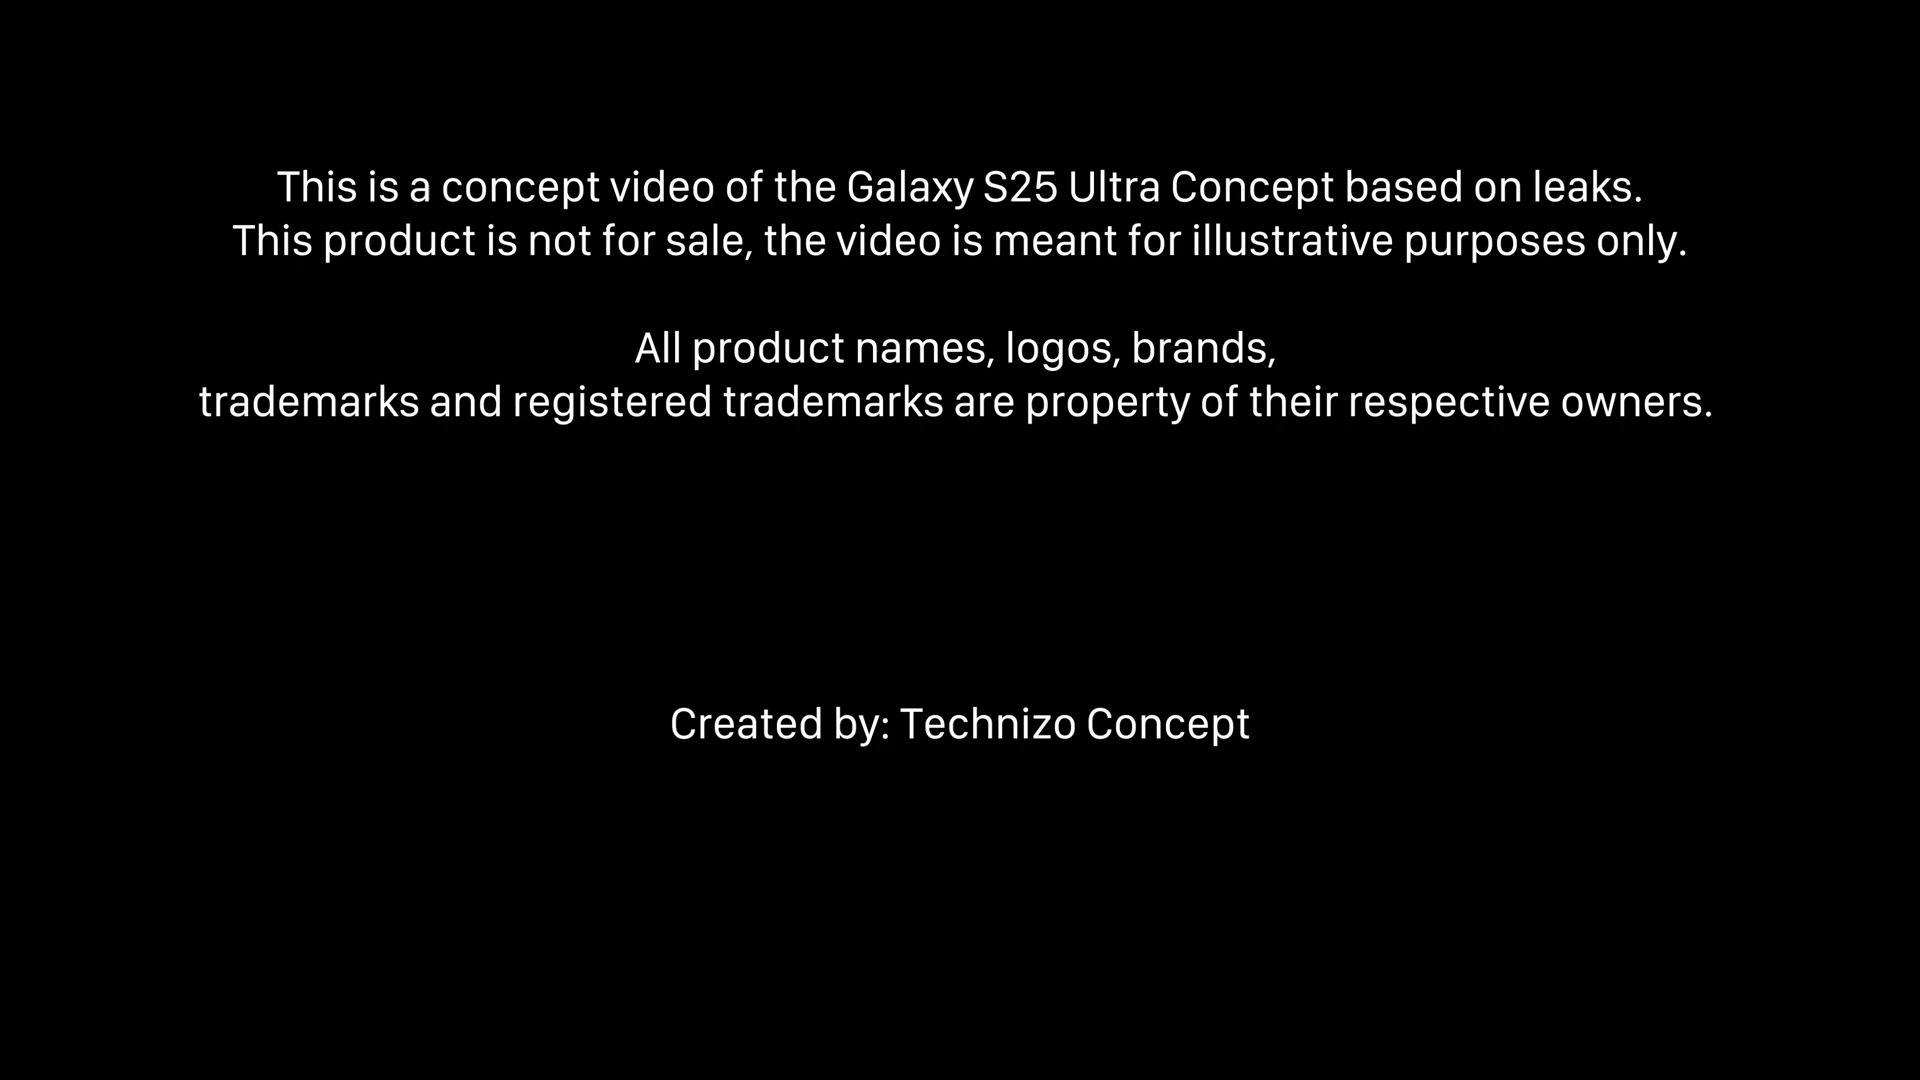 This is a concept video of the Galaxy S25 Ultra Concept based on leaks.
This product is not for sale, the video is meant for illustrative purposes only.
All product names, logos, brands,
trademarks and registered trademarks are property of their respective owners.
Created by: Technizo Concept